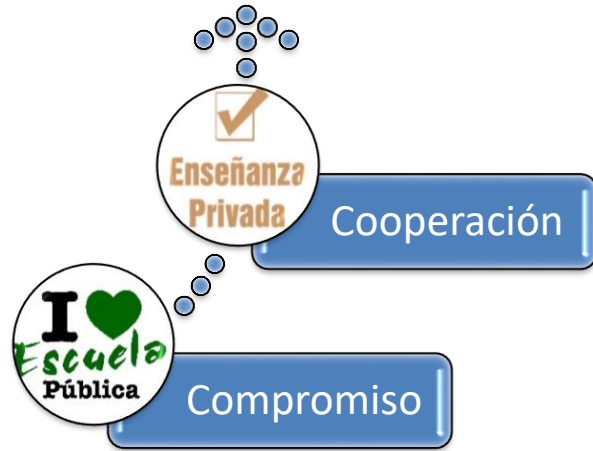 Enseñanza
Privada
Cooperación
I ♥
Escuela
Pública
Compromiso